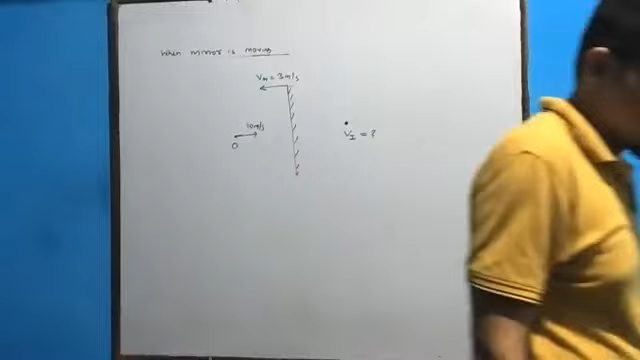 When mirror is moving
Vm = 3m/s
10m/s
O
VI = ?